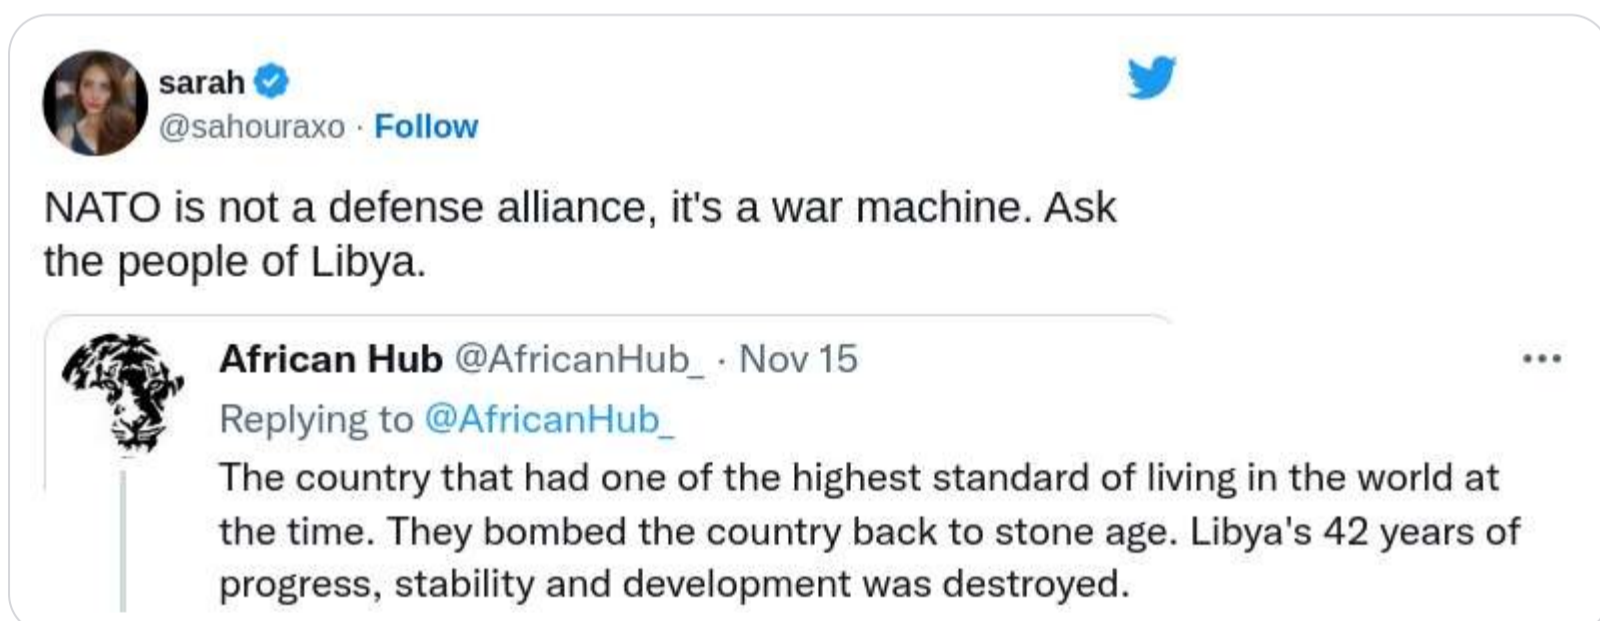 sarah
@sahouraxo · Follow
NATO is not a defense alliance, it's a war machine. Ask
the people of Libya.
African Hub @AfricanHub_ · Nov 15
Replying to @AfricanHub_
The country that had one of the highest standard of living in the world at
the time. They bombed the country back to stone age. Libya's 42 years of
progress, stability and development was destroyed.